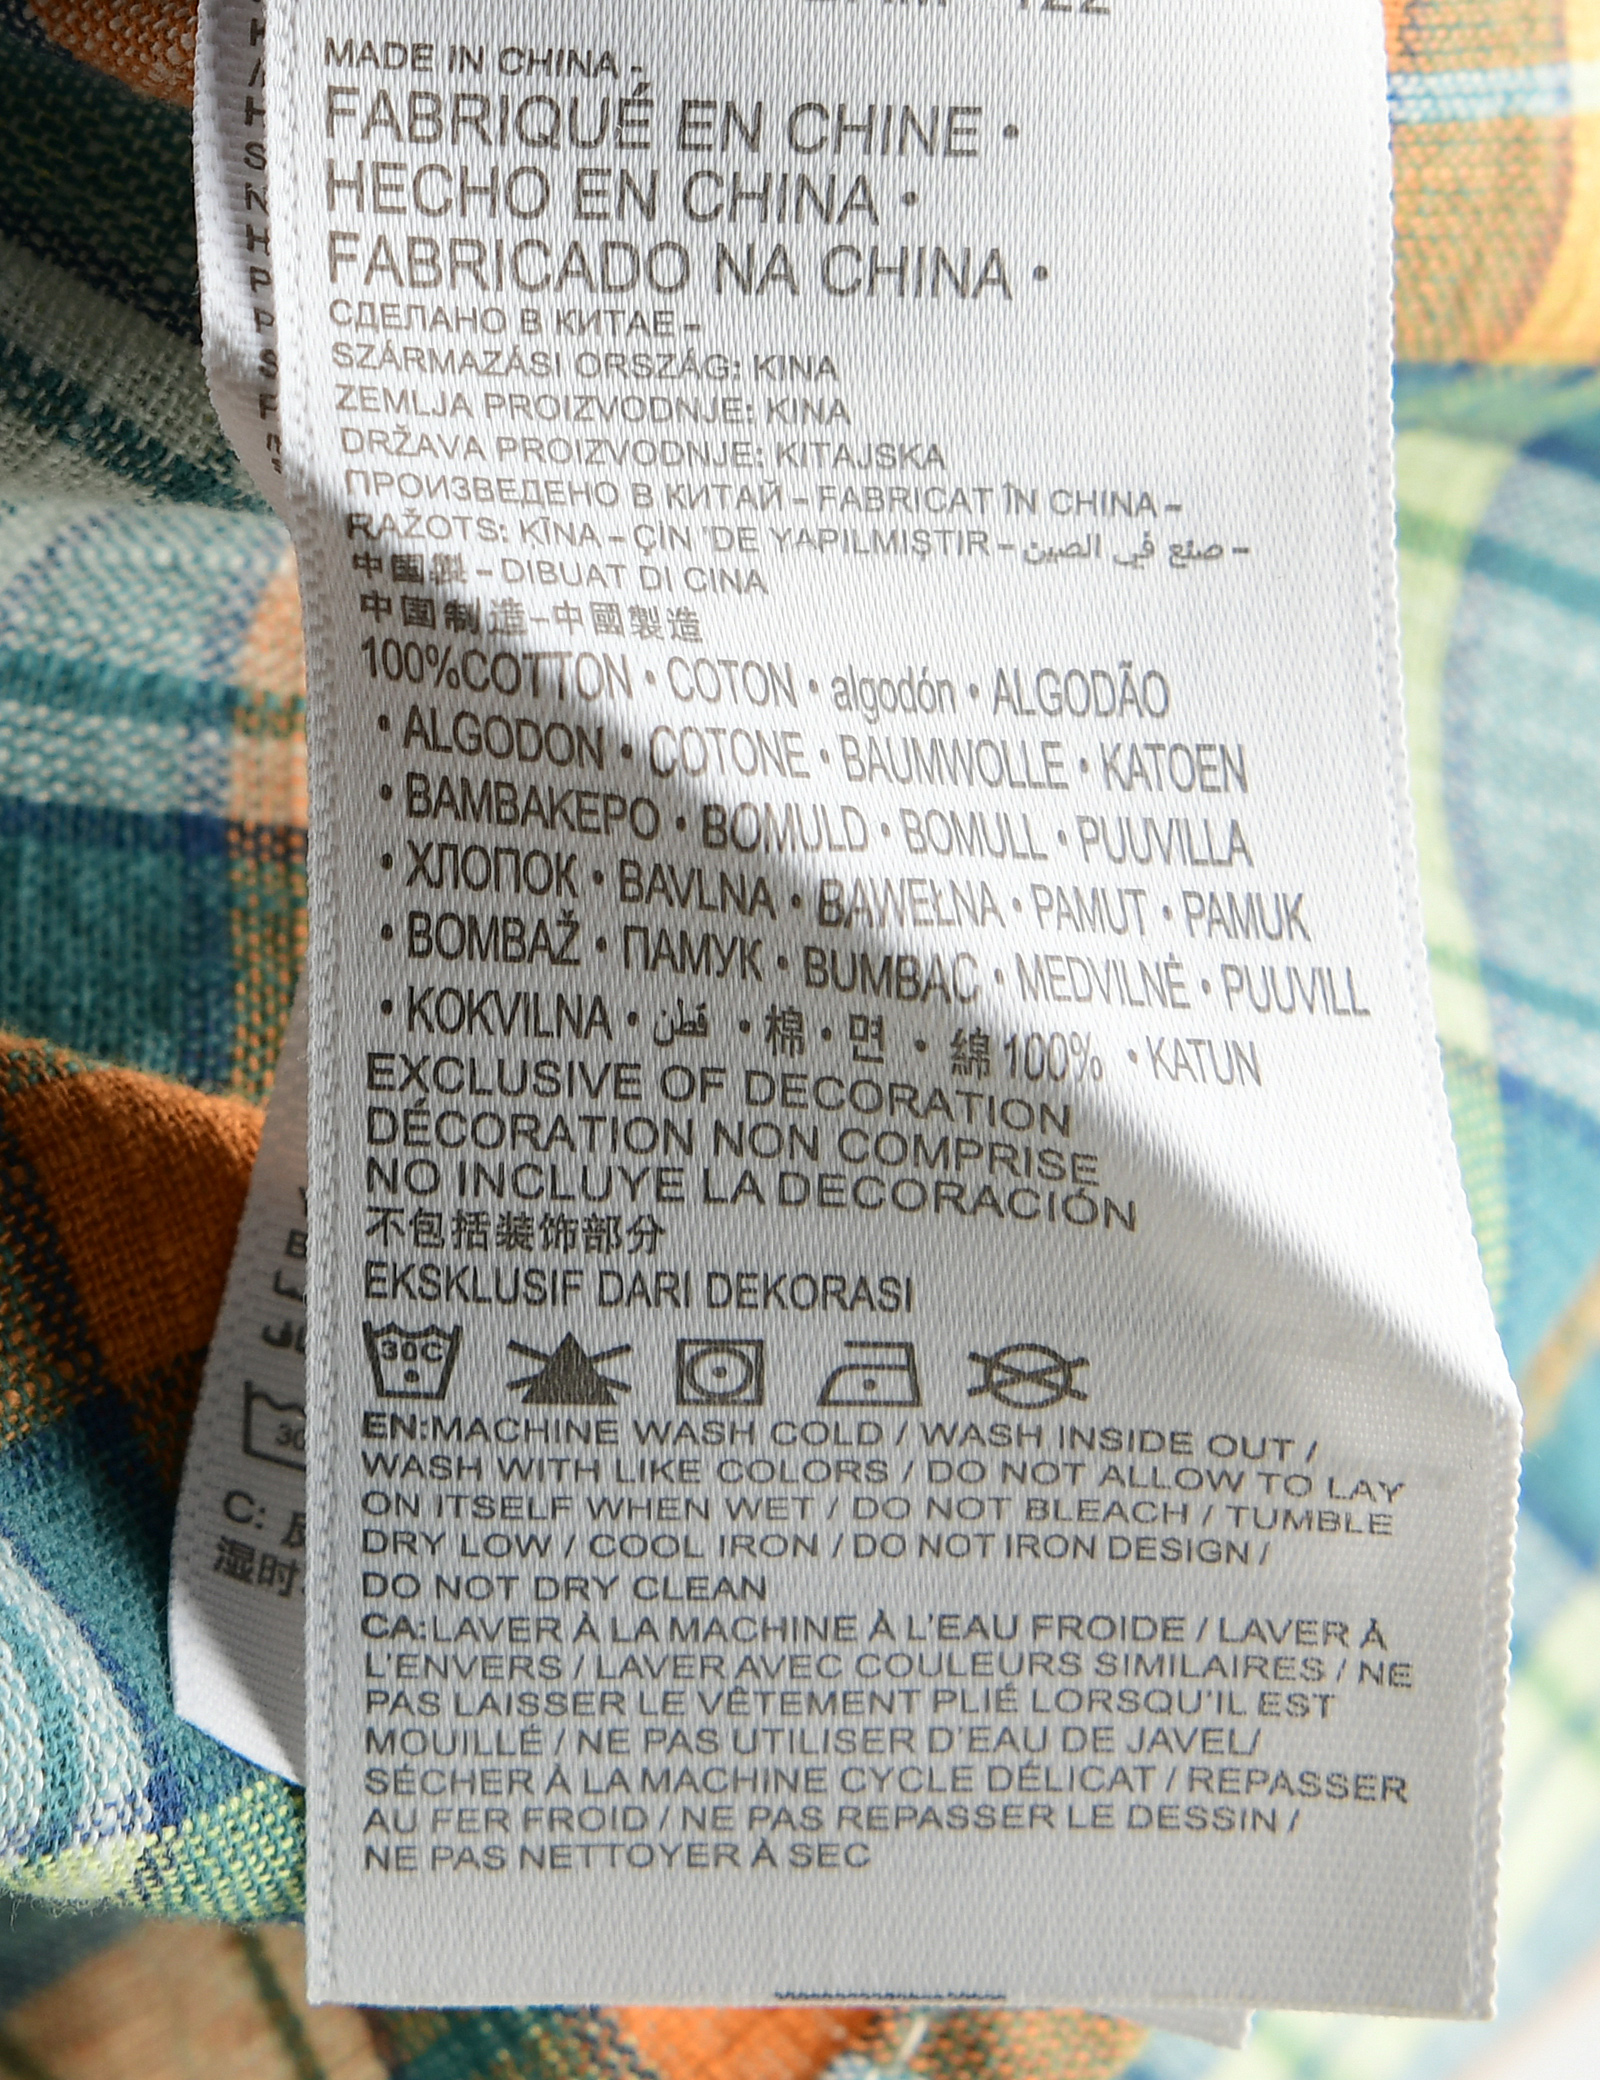 MADE IN CHINA -
FABRIQUÉ EN CHINE •
HECHO EN CHINA •
FABRICADO NA CHINA •
СДЕЛАНО В КИТАЕ -
SZÁRMAZÁSI ORSZÁG: KINA
ZEMLJA PROIZVODNJE: KINA
DRŽAVA PROIZVODNJE: KITAJSKA
ПРОИЗВЕДЕНО В КИТАЙ - FABRICAT ÎN CHINA -
RAŽOTS: KĪNA - ÇIN 'DE YAPILMIŞTIR - صنع في الصين -
中國製 - DIBUAT DI CINA
中国制造-中國製造
100%COTTON • COTON • algodón • ALGODÃO
• ALGODON • COTONE • BAUMWOLLE • KATOEN
• BAMBAKEPO • BOMULD • BOMULL • PUUVILLA
• ХЛОПОК • BAVLNA • BAWEŁNA • PAMUT • PAMUK
• BOMBAŽ • ПАМУК • BUMBAC • MEDVILNĖ • PUUVILL
• KOKVILNA • قطن • 棉 • 면 • 綿100% • KATUN
EXCLUSIVE OF DECORATION
DÉCORATION NON COMPRISE
NO INCLUYE LA DECORACIÓN
不包括装饰部分
EKSKLUSIF DARI DEKORASI
30C
EN:MACHINE WASH COLD / WASH INSIDE OUT /
WASH WITH LIKE COLORS / DO NOT ALLOW TO LAY
ON ITSELF WHEN WET / DO NOT BLEACH / TUMBLE
DRY LOW / COOL IRON / DO NOT IRON DESIGN /
DO NOT DRY CLEAN
CA:LAVER À LA MACHINE À L'EAU FROIDE / LAVER À
L'ENVERS / LAVER AVEC COULEURS SIMILAIRES / NE
PAS LAISSER LE VÊTEMENT PLIÉ LORSQU'IL EST
MOUILLÉ / NE PAS UTILISER D'EAU DE JAVEL/
SÉCHER À LA MACHINE CYCLE DÉLICAT / REPASSER
AU FER FROID / NE PAS REPASSER LE DESSIN /
NE PAS NETTOYER À SEC
C:
湿时